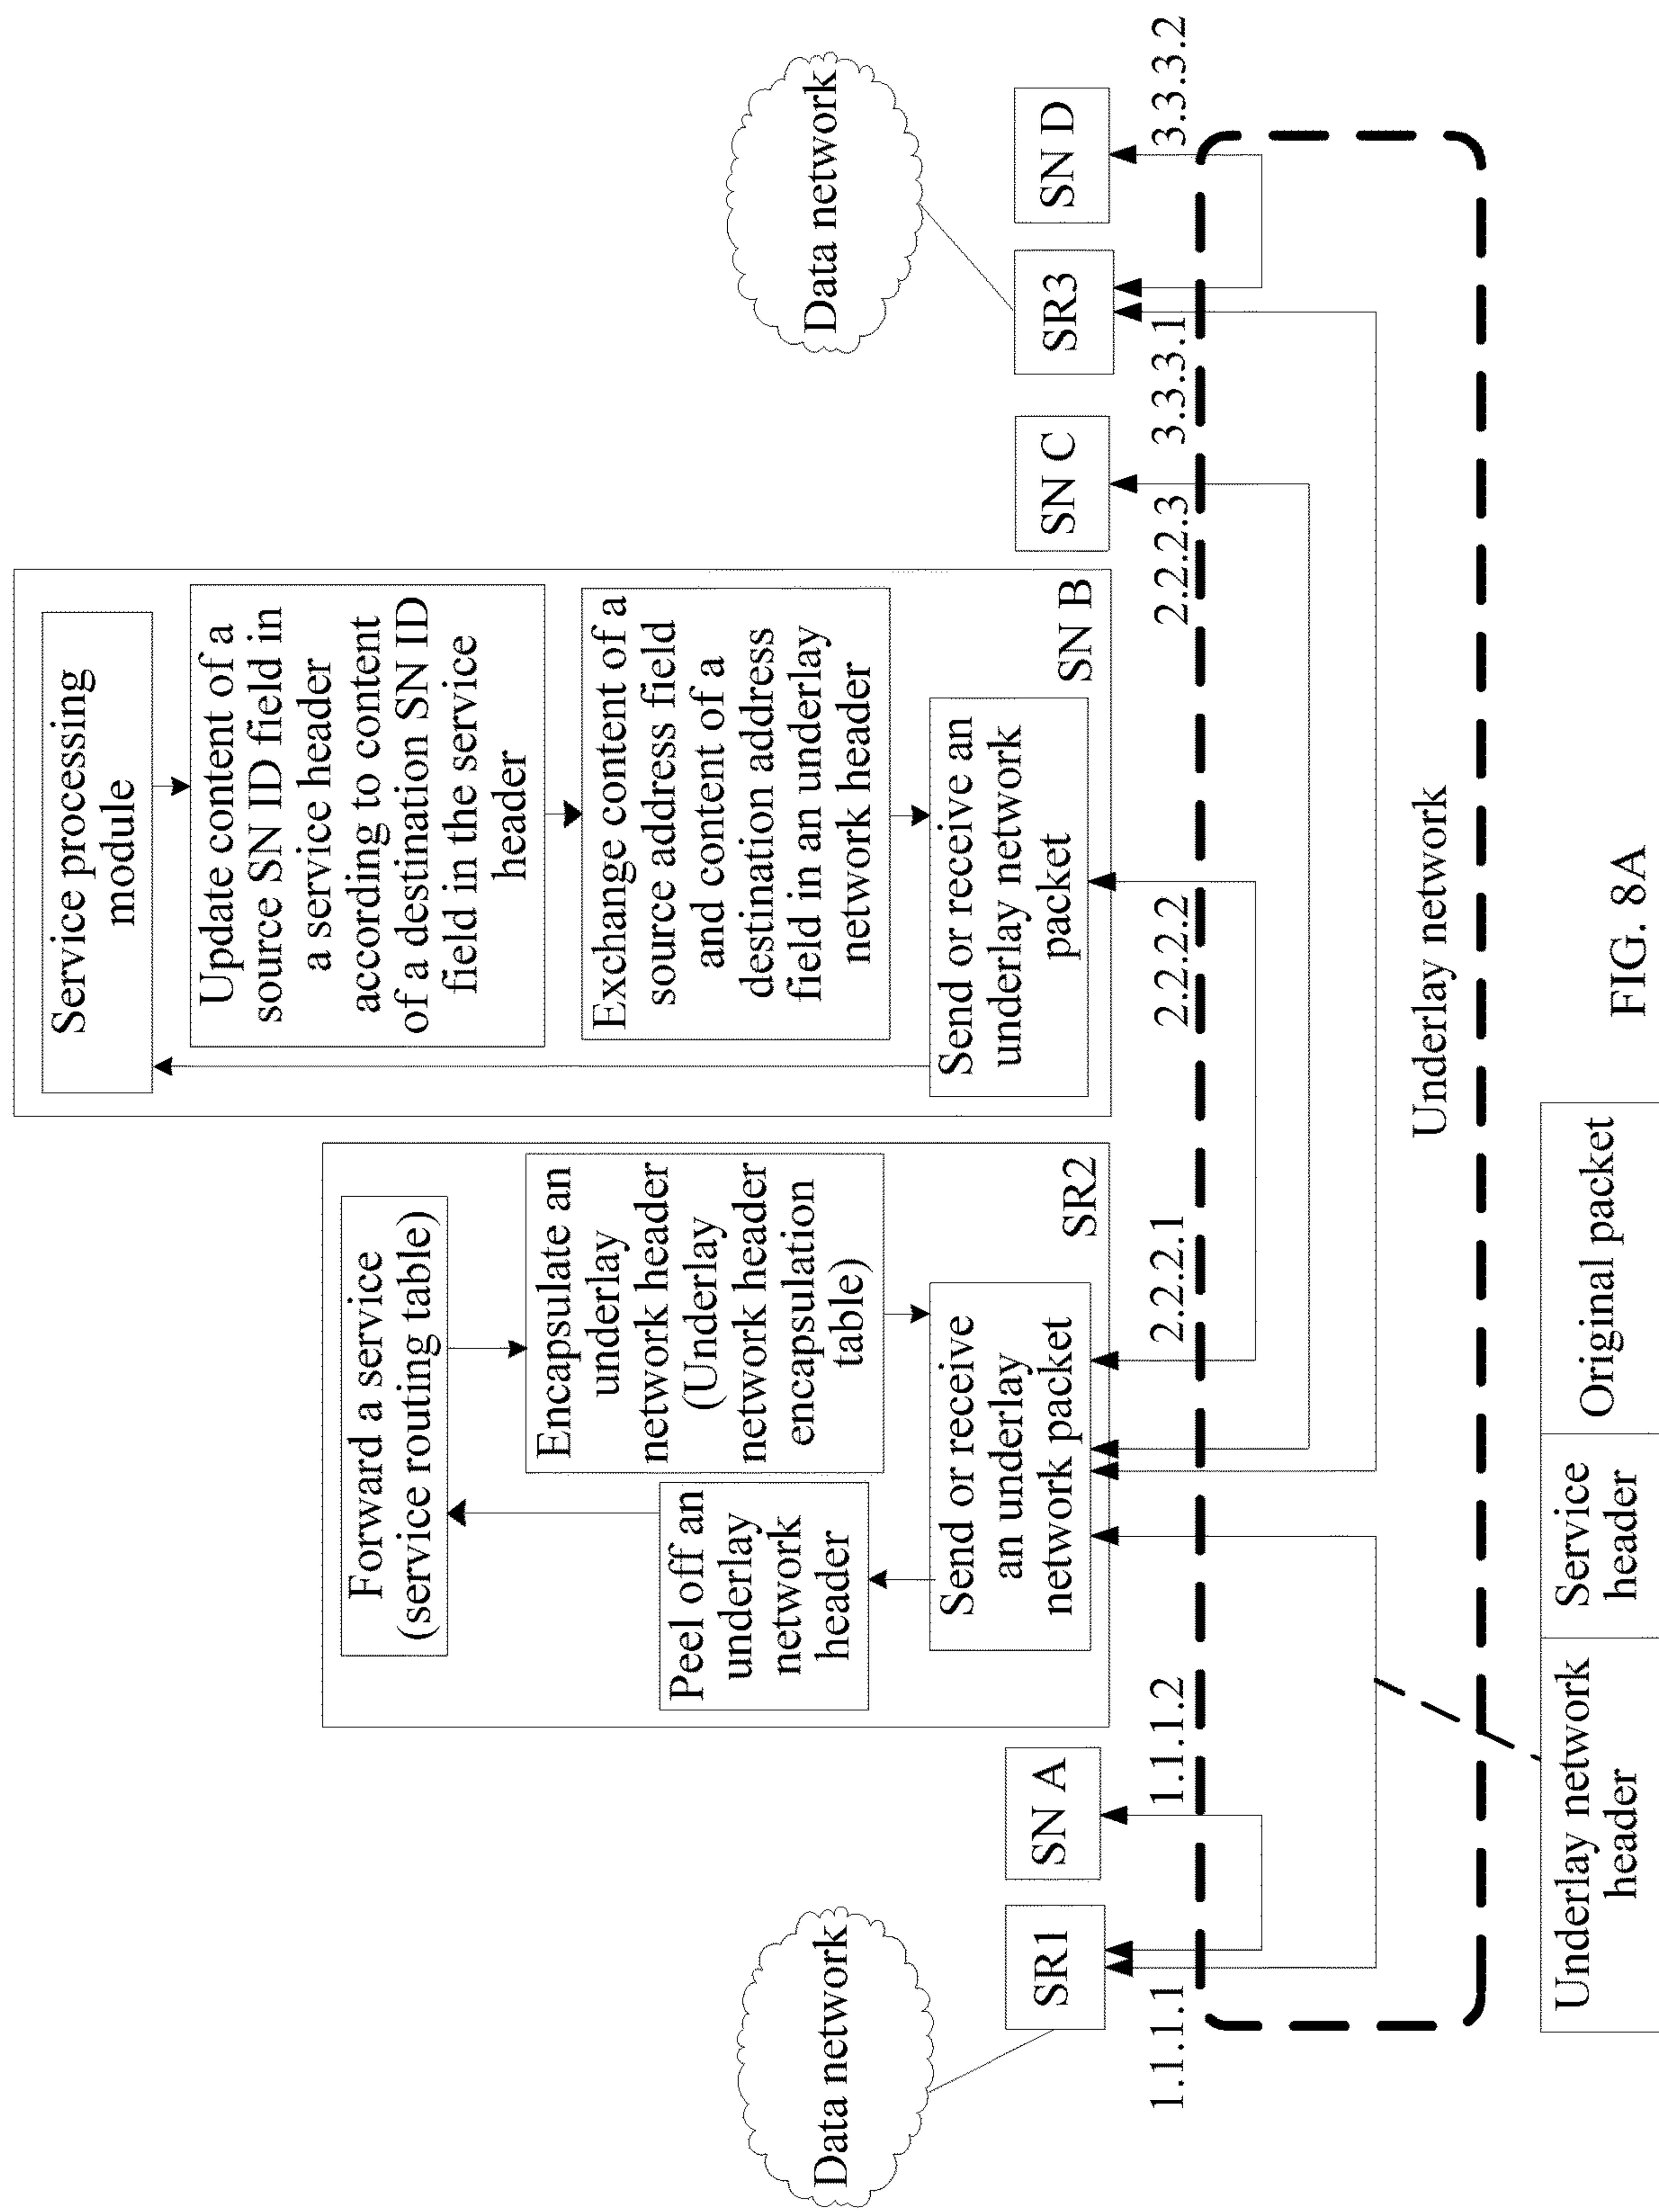 Data network
SR1
SN A
1.1.1.1
1.1.1.2
Forward a service
(service routing table)
Peel off an
underlay
network
header
Encapsulate an
underlay
network header
(Underlay
network header
encapsulation
table)
Send or receive
an underlay
network packet
SR2
2.2.2.1
Service processing
module
Update content of a
source SN ID field in
a service header
according to content
of a destination SN ID
field in the service
header
Exchange content of a
source address field
and content of a
destination address
field in an underlay
network header
Send or receive an
underlay network
packet
SN B
2.2.2.2
SN C
2.2.2.3
Data network
SR3
SN D
3.3.3.1
3.3.3.2
Underlay network
Underlay network
header
Service
header
Original packet
FIG. 8A